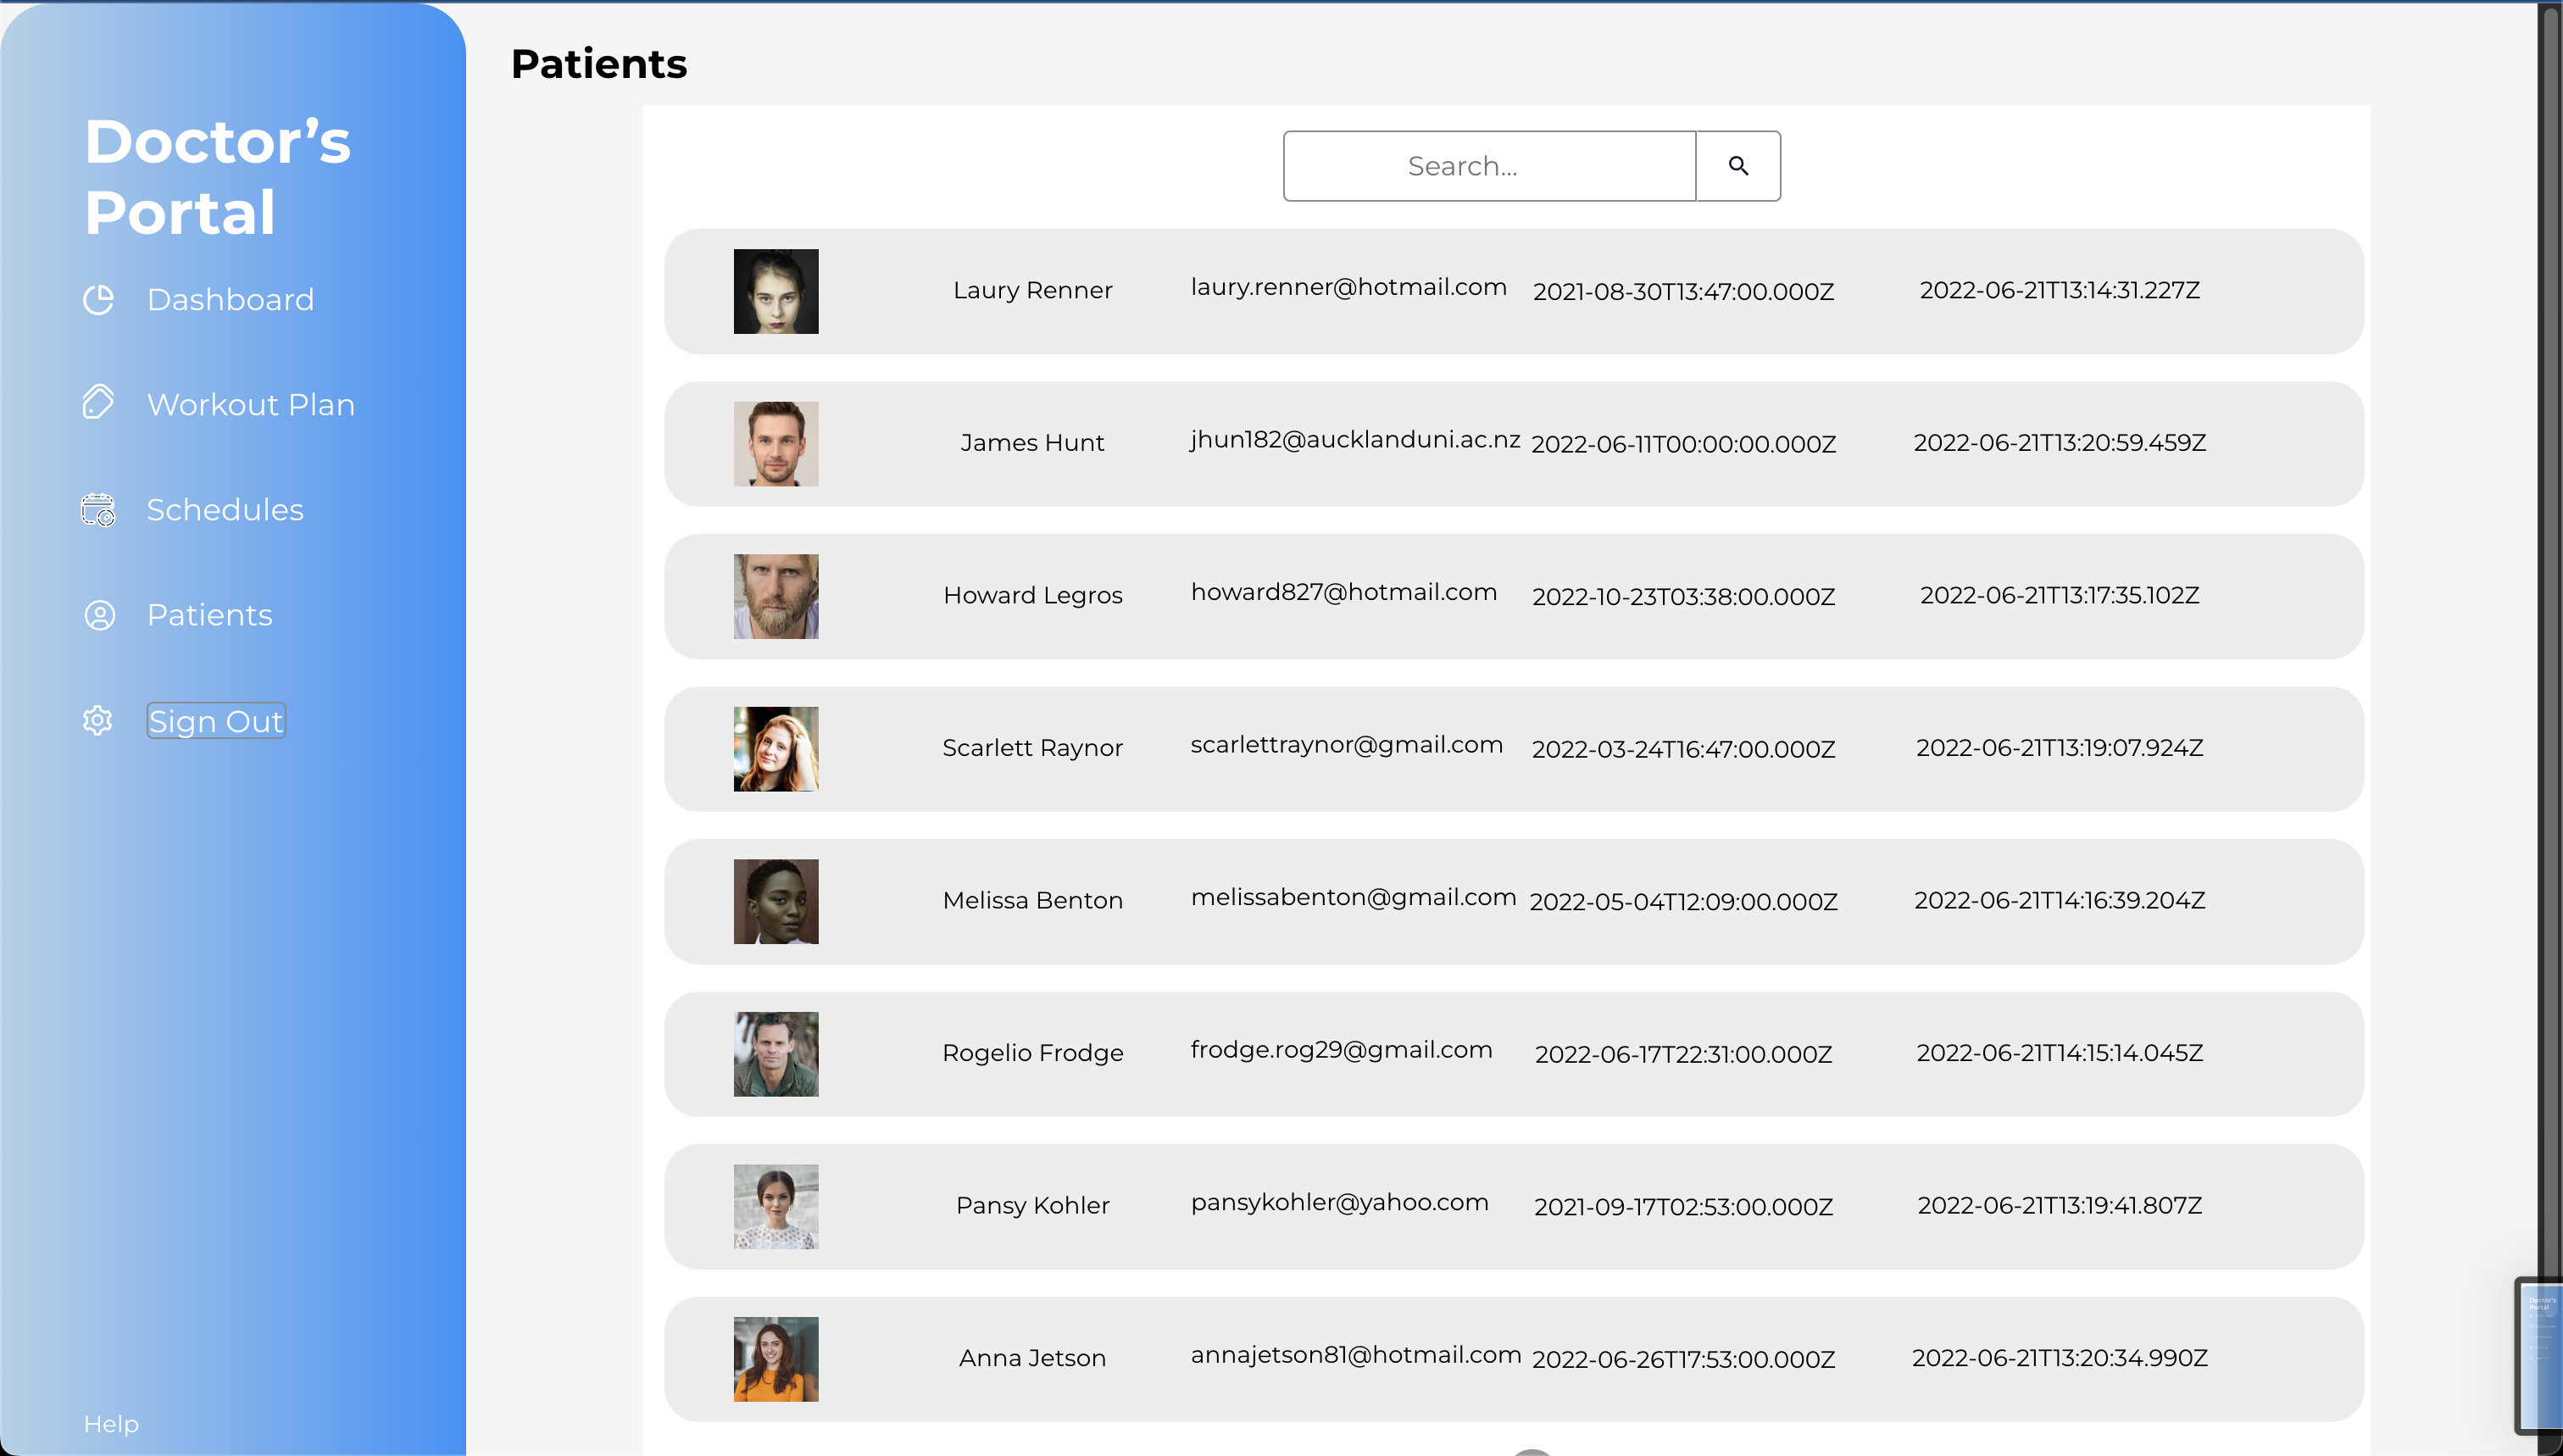 Doctor’s
Portal
Dashboard
Workout Plan
Schedules
Patients
Sign Out
Help
Patients
Search...
Laury Renner laury.renner@hotmail.com 2021-08-30T13:47:00.000Z 2022-06-21T13:14:31.227Z
James Hunt jhun182@aucklanduni.ac.nz 2022-06-11T00:00:00.000Z 2022-06-21T13:20:59.459Z
Howard Legros howard827@hotmail.com 2022-10-23T03:38:00.000Z 2022-06-21T13:17:35.102Z
Scarlett Raynor scarlettraynor@gmail.com 2022-03-24T16:47:00.000Z 2022-06-21T13:19:07.924Z
Melissa Benton melissabenton@gmail.com 2022-05-04T12:09:00.000Z 2022-06-21T14:16:39.204Z
Rogelio Frodge frodge.rog29@gmail.com 2022-06-17T22:31:00.000Z 2022-06-21T14:15:14.045Z
Pansy Kohler pansykohler@yahoo.com 2021-09-17T02:53:00.000Z 2022-06-21T13:19:41.807Z
Anna Jetson annajetson81@hotmail.com 2022-06-26T17:53:00.000Z 2022-06-21T13:20:34.990Z
Doctor's
Portal